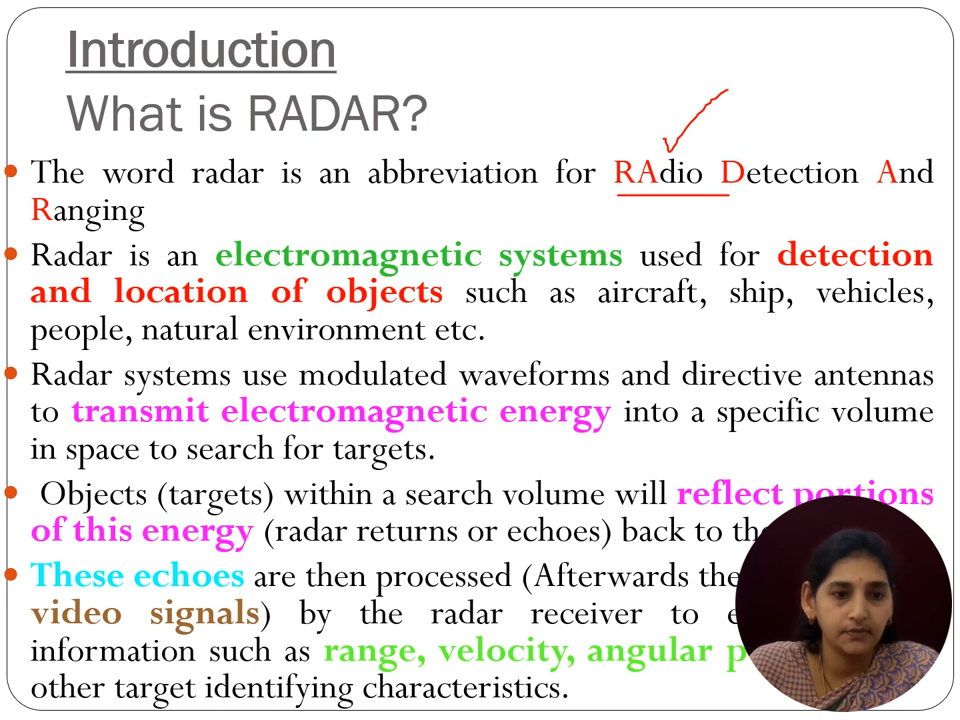 Introduction
What is RADAR?
• The word radar is an abbreviation for RAdio Detection And
Ranging
• Radar is an electromagnetic systems used for detection
and location of objects such as aircraft, ship, vehicles,
people, natural environment etc.
• Radar systems use modulated waveforms and directive antennas
to transmit electromagnetic energy into a specific volume
in space to search for targets.
• Objects (targets) within a search volume will reflect portions
of this energy (radar returns or echoes) back to
• These echoes are then processed (Afterwards
video signals) by the radar receiver to
information such as range, velocity, angular
other target identifying characteristics.